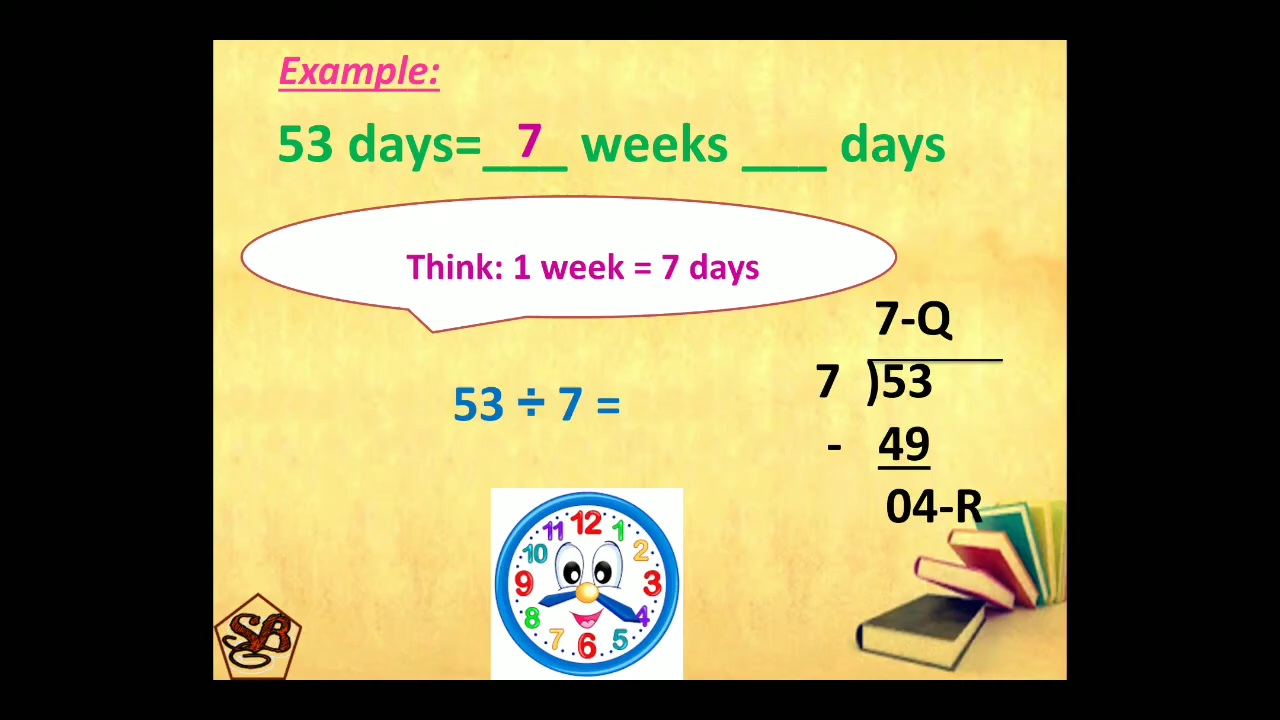 Example:
53 days=___7___ weeks ___ days
Think: 1 week = 7 days
7-Q
7 )53
53 ÷ 7 =
- 49
04-R
12
11 1
10 2
9 3
8 4
7 5
6
SB